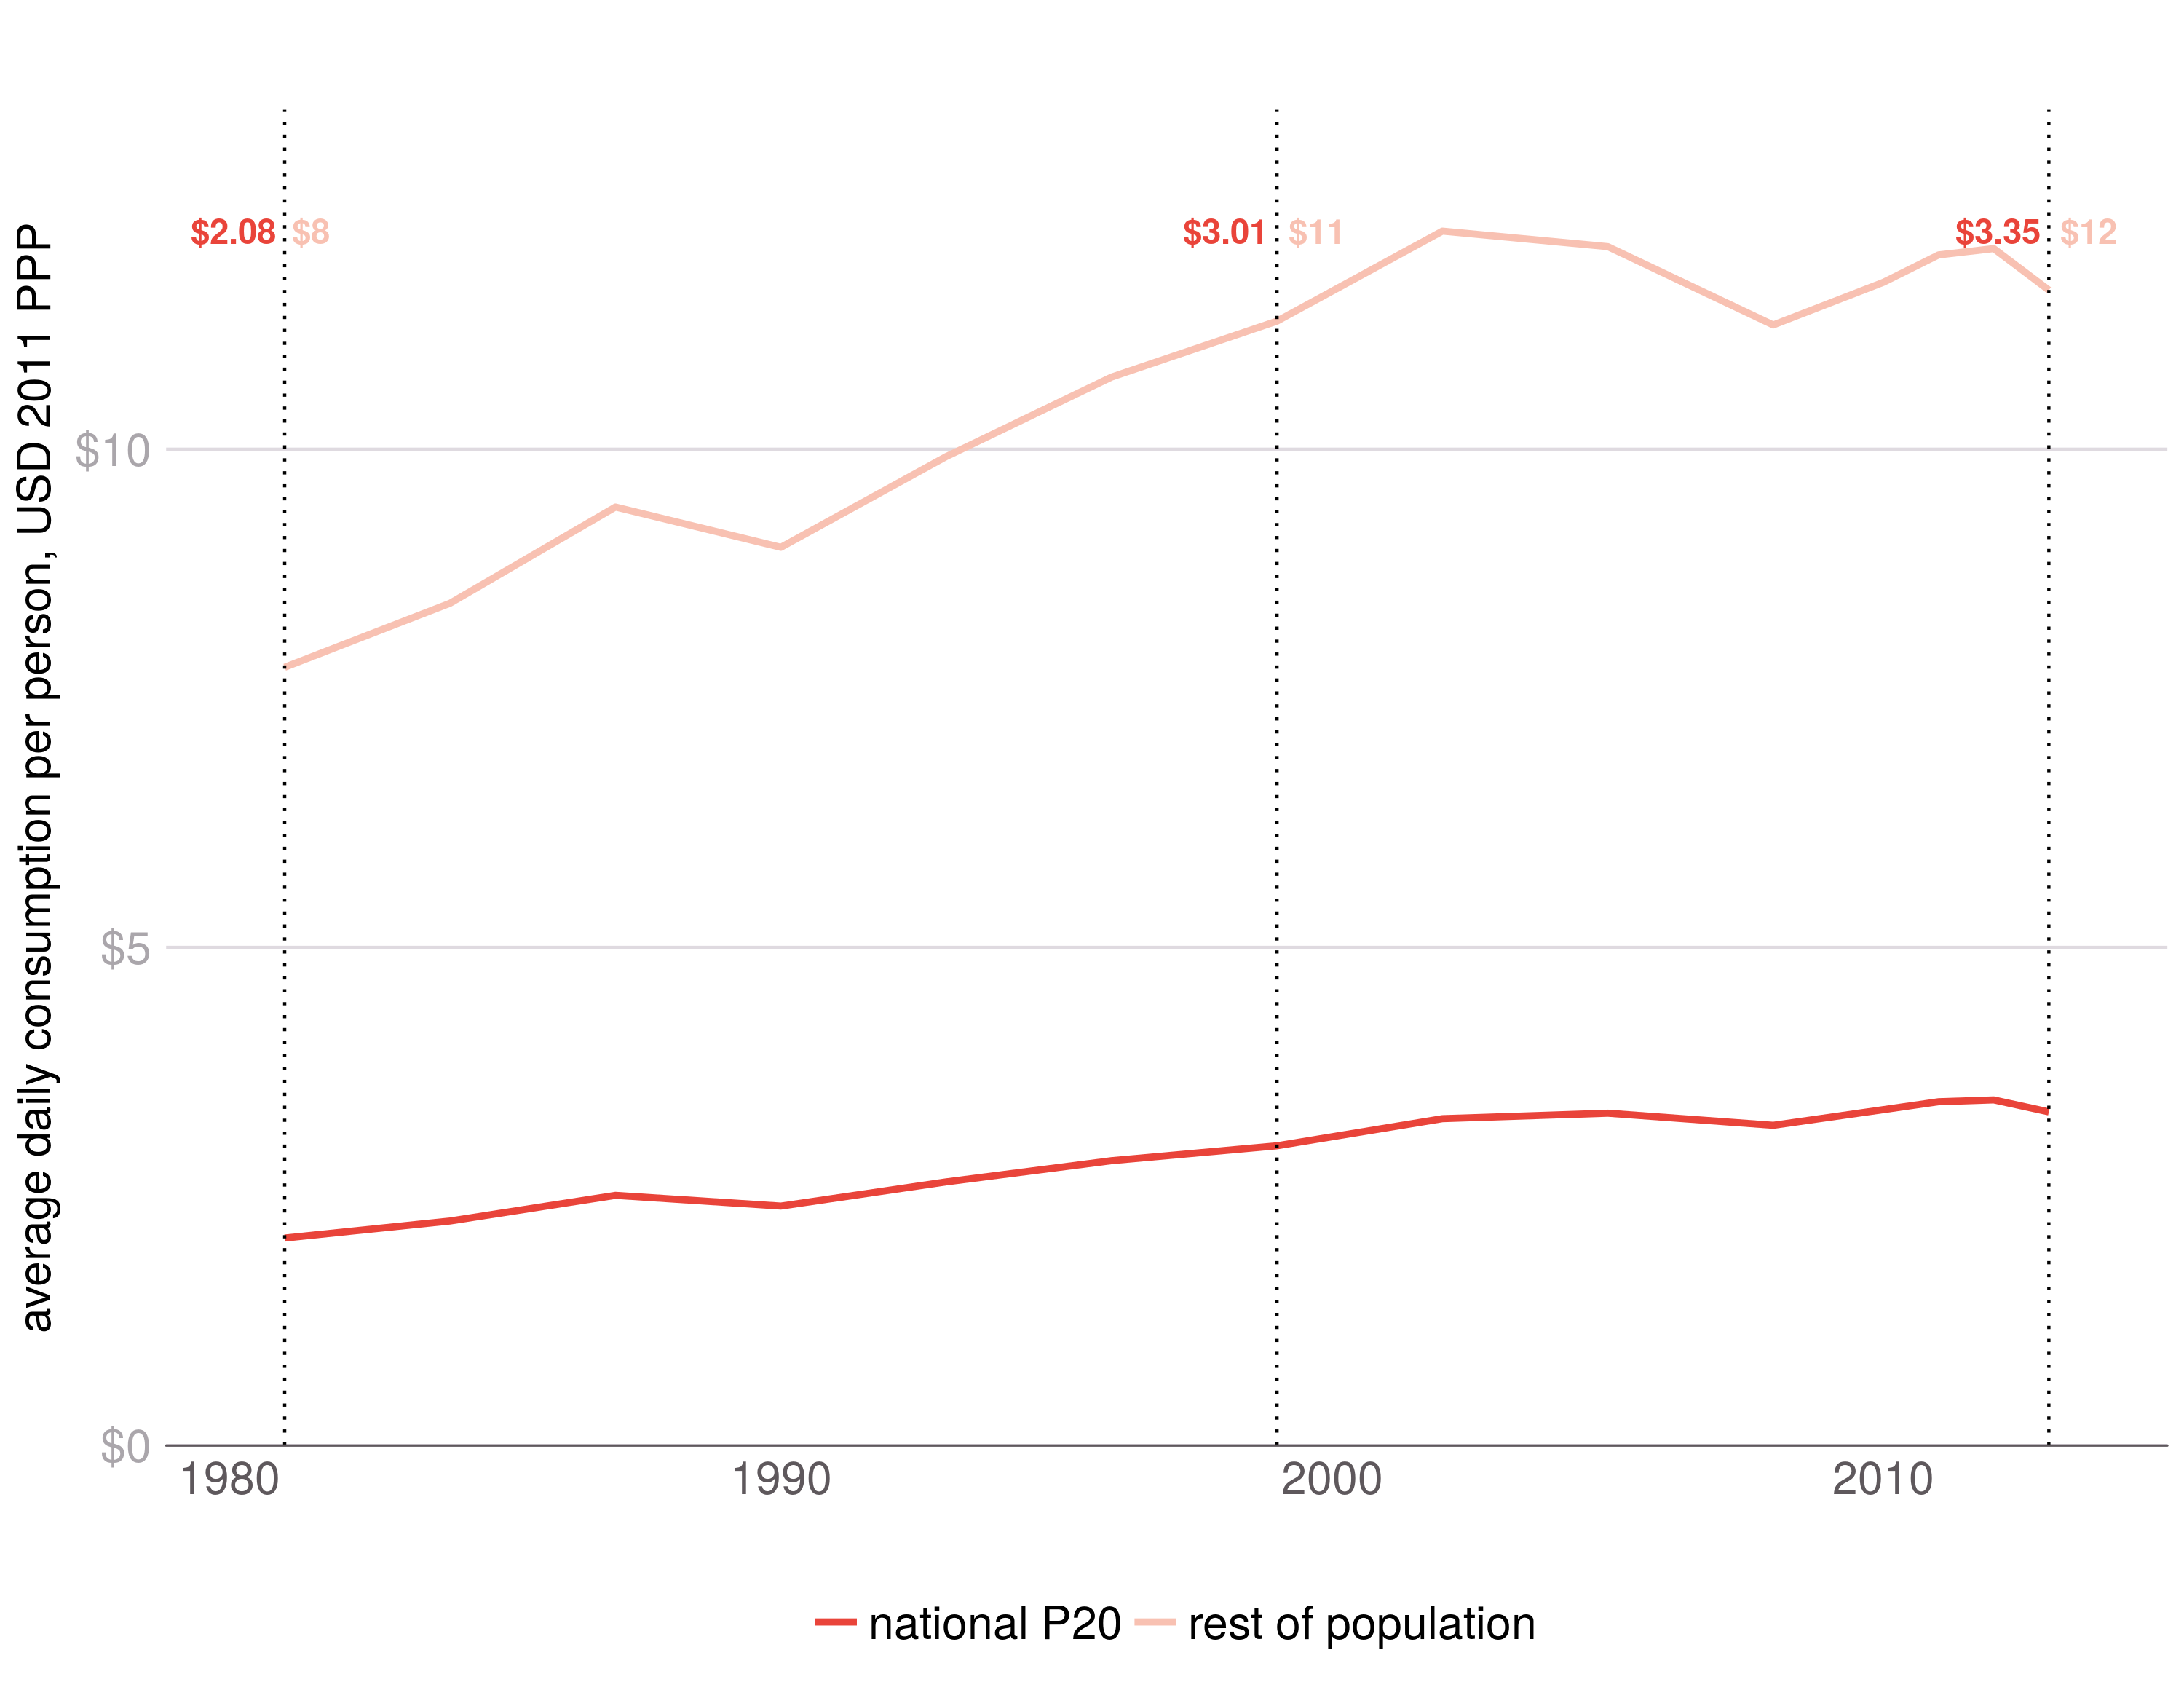 average daily consumption per person, USD 2011 PPP
$2.08 $8
$3.01 $11
$3.35 $12
$10
$5
$0
1980 1990 2000 2010
national P20 rest of population